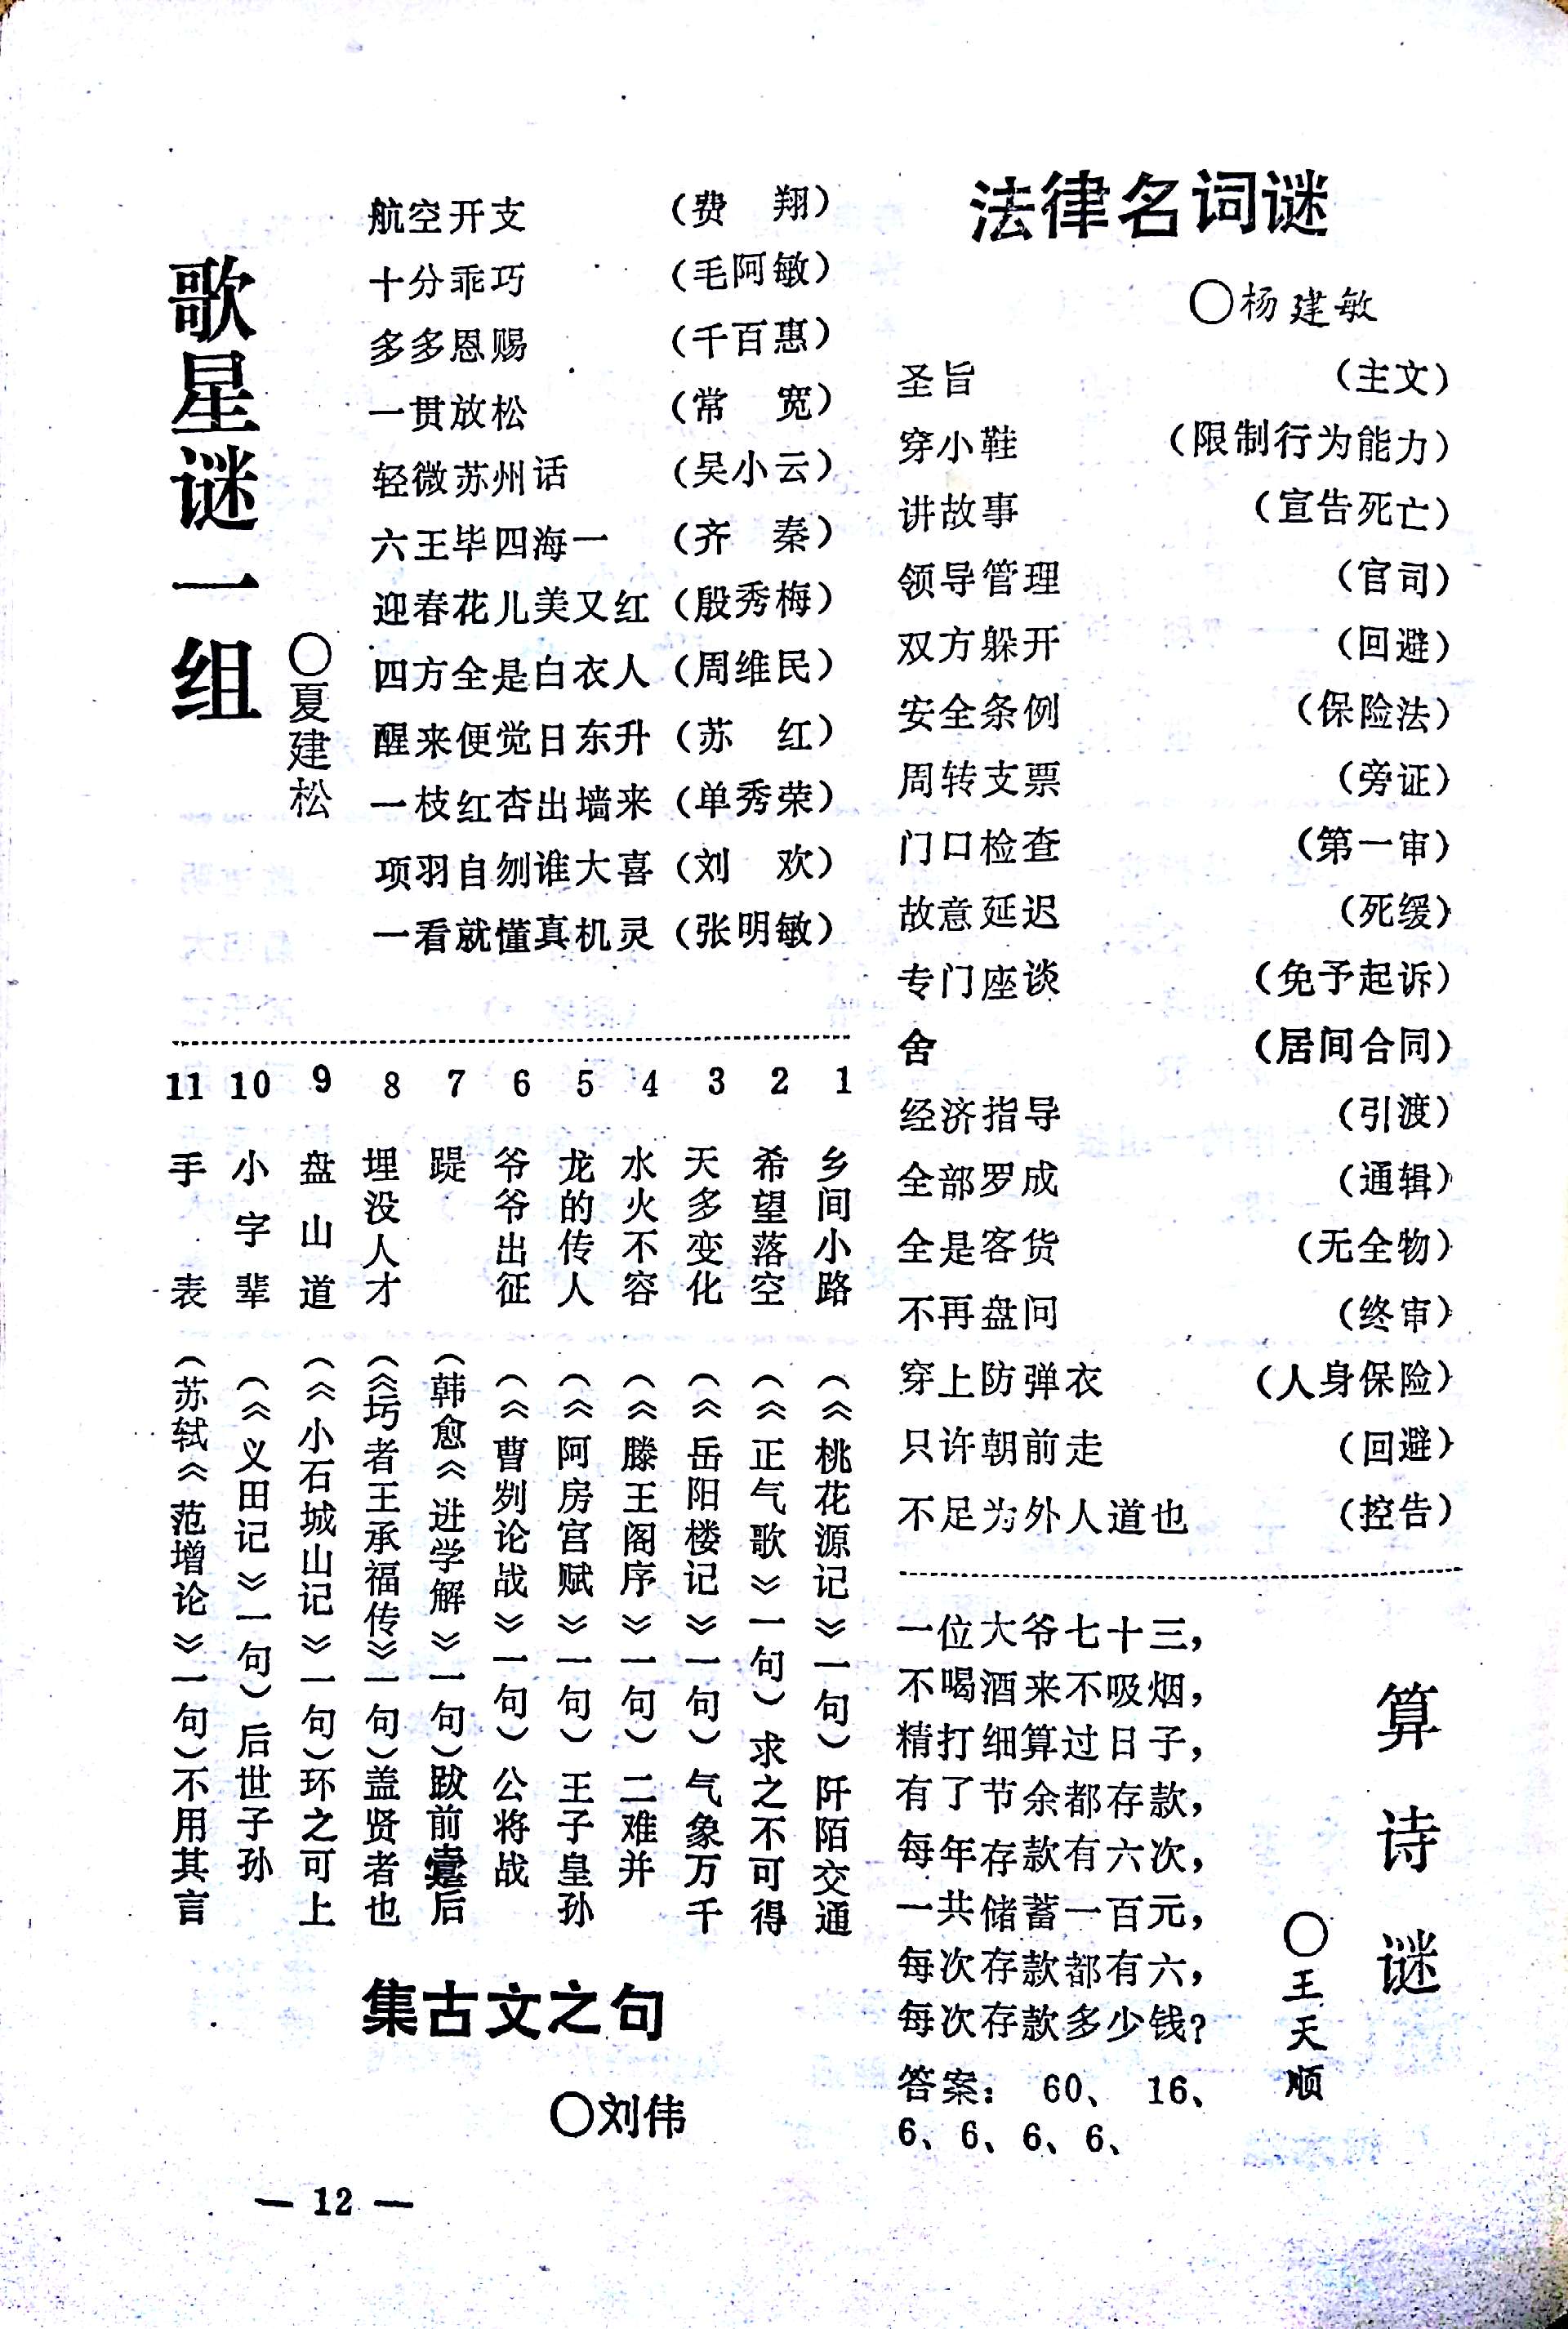 歌星谜一组
○夏建松
航空开支 (费 翔)
十分乖巧 (毛阿敏)
多多恩赐 (千百惠)
一贯放松 (常 宽)
轻微苏州话 (吴小云)
六王毕四海一 (齐 秦)
迎春花儿美又红 (殷秀梅)
四方全是白衣人 (周维民)
醒来便觉日东升 (苏 红)
一枝红杏出墙来 (单秀荣)
项羽自刎谁大喜 (刘 欢)
一看就懂真机灵 (张明敏)
法律名词谜
○杨建敏
圣旨 (主文)
穿小鞋 (限制行为能力)
讲故事 (宣告死亡)
领导管理 (官司)
双方躲开 (回避)
安全条例 (保险法)
周转支票 (旁证)
门口检查 (第一审)
故意延迟 (死缓)
专门座谈 (免予起诉)
舍 (居间合同)
经济指导 (引渡)
全部罗成 (通辑)
全是客货 (无全物)
不再盘问 (终审)
穿上防弹衣 (人身保险)
只许朝前走 (回避)
不足为外人道也 (控告)
集古文之句
○刘伟
1 乡间小路 (《桃花源记》一句) 阡陌交通
2 希望落空 (《正气歌》一句) 求之不可得
3 天多变化 (《岳阳楼记》一句) 气象万千
4 水火不容 (《滕王阁序》一句) 二难并
5 龙的传人 (《阿房宫赋》一句) 王子皇孙
6 爷爷出征 (《曹刿论战》一句) 公将战
7 踶 (韩愈《进学解》一句) 跋前疐后
8 埋没人才 (《圬者王承福传》一句) 盖贤者也
9 盘山道 (《小石城山记》一句) 环之可上
10 小字辈 (《义田记》一句) 后世子孙
11 手表 (苏轼《范增论》一句) 不用其言
算诗谜
○王天顺
一位大爷七十三,
不喝酒来不吸烟,
精打细算过日子,
有了节余都存款,
每年存款有六次,
一共储蓄一百元,
每次存款都有六,
每次存款多少钱?
答案: 60、 16、
6、6、6、6、
— 12 —